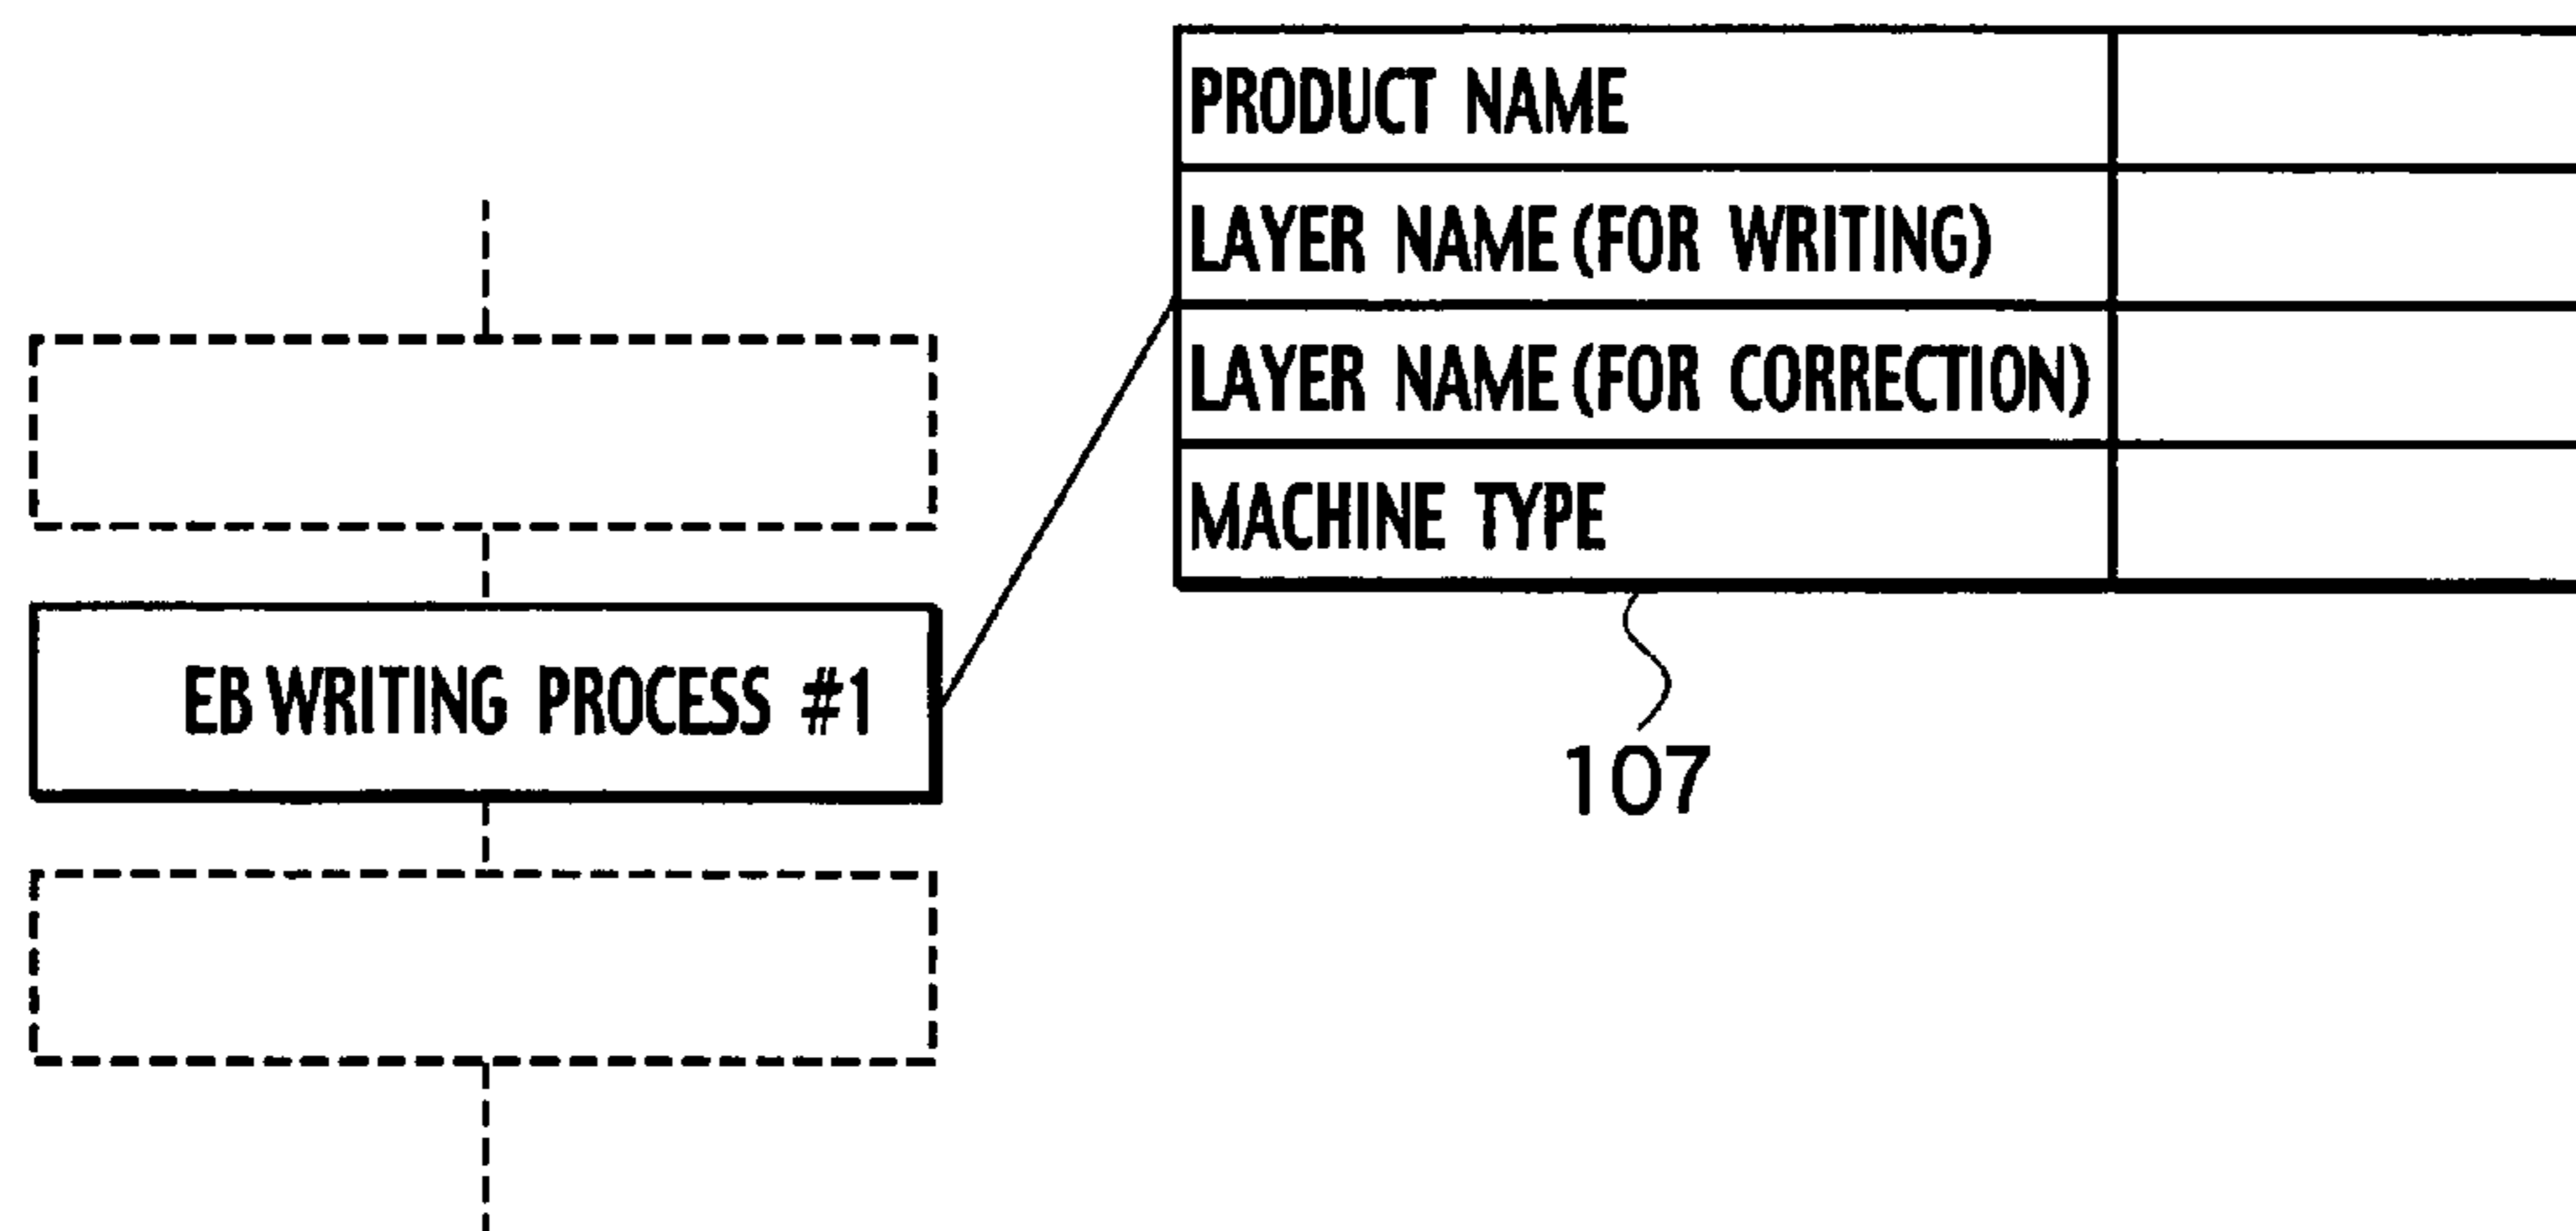 PRODUCT NAME
LAYER NAME (FOR WRITING)
LAYER NAME (FOR CORRECTION)
MACHINE TYPE
EB WRITING PROCESS #1
107